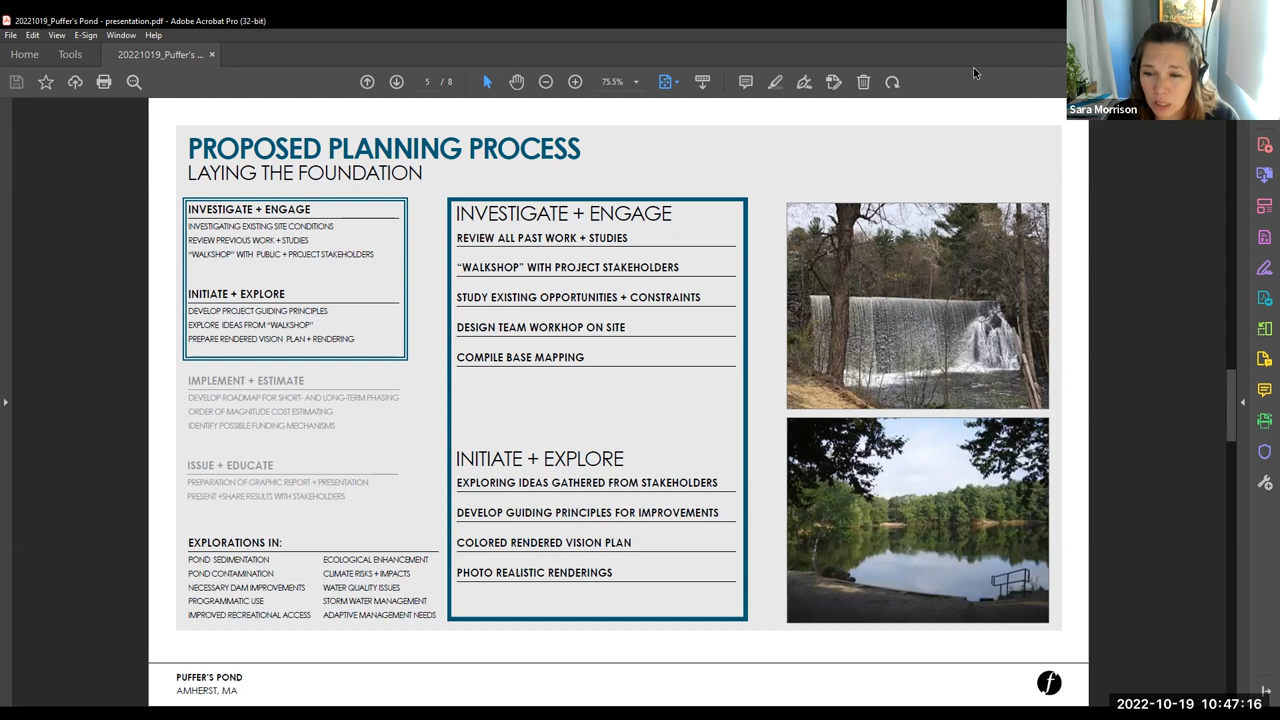 20221019_Puffer's Pond - presentation.pdf - Adobe Acrobat Pro (32-bit)
File Edit View E-Sign Window Help
Home Tools 20221019_Puffer's ... ×
5 / 8 75.5%
Sara Morrison
PROPOSED PLANNING PROCESS
LAYING THE FOUNDATION
INVESTIGATE + ENGAGE
INVESTIGATING EXISTING SITE CONDITIONS
REVIEW PREVIOUS WORK + STUDIES
“WALKSHOP” WITH PUBLIC + PROJECT STAKEHOLDERS
INITIATE + EXPLORE
DEVELOP PROJECT GUIDING PRINCIPLES
EXPLORE IDEAS FROM “WALKSHOP”
PREPARE RENDERED VISION PLAN + RENDERING
IMPLEMENT + ESTIMATE
DEVELOP ROADMAP FOR SHORT- AND LONG-TERM PHASING
ORDER OF MAGNITUDE COST ESTIMATING
IDENTIFY POSSIBLE FUNDING MECHANISMS
ISSUE + EDUCATE
PREPARATION OF GRAPHIC REPORT + PRESENTATION
PRESENT +SHARE RESULTS WITH STAKEHOLDERS
EXPLORATIONS IN:
POND SEDIMENTATION
POND CONTAMINATION
NECESSARY DAM IMPROVEMENTS
PROGRAMMATIC USE
IMPROVED RECREATIONAL ACCESS
ECOLOGICAL ENHANCEMENT
CLIMATE RISKS + IMPACTS
WATER QUALITY ISSUES
STORM WATER MANAGEMENT
ADAPTIVE MANAGEMENT NEEDS
INVESTIGATE + ENGAGE
REVIEW ALL PAST WORK + STUDIES
“WALKSHOP” WITH PROJECT STAKEHOLDERS
STUDY EXISTING OPPORTUNITIES + CONSTRAINTS
DESIGN TEAM WORKHOP ON SITE
COMPILE BASE MAPPING
INITIATE + EXPLORE
EXPLORING IDEAS GATHERED FROM STAKEHOLDERS
DEVELOP GUIDING PRINCIPLES FOR IMPROVEMENTS
COLORED RENDERED VISION PLAN
PHOTO REALISTIC RENDERINGS
PUFFER'S POND
AMHERST, MA
f
2022-10-19 10:47:16